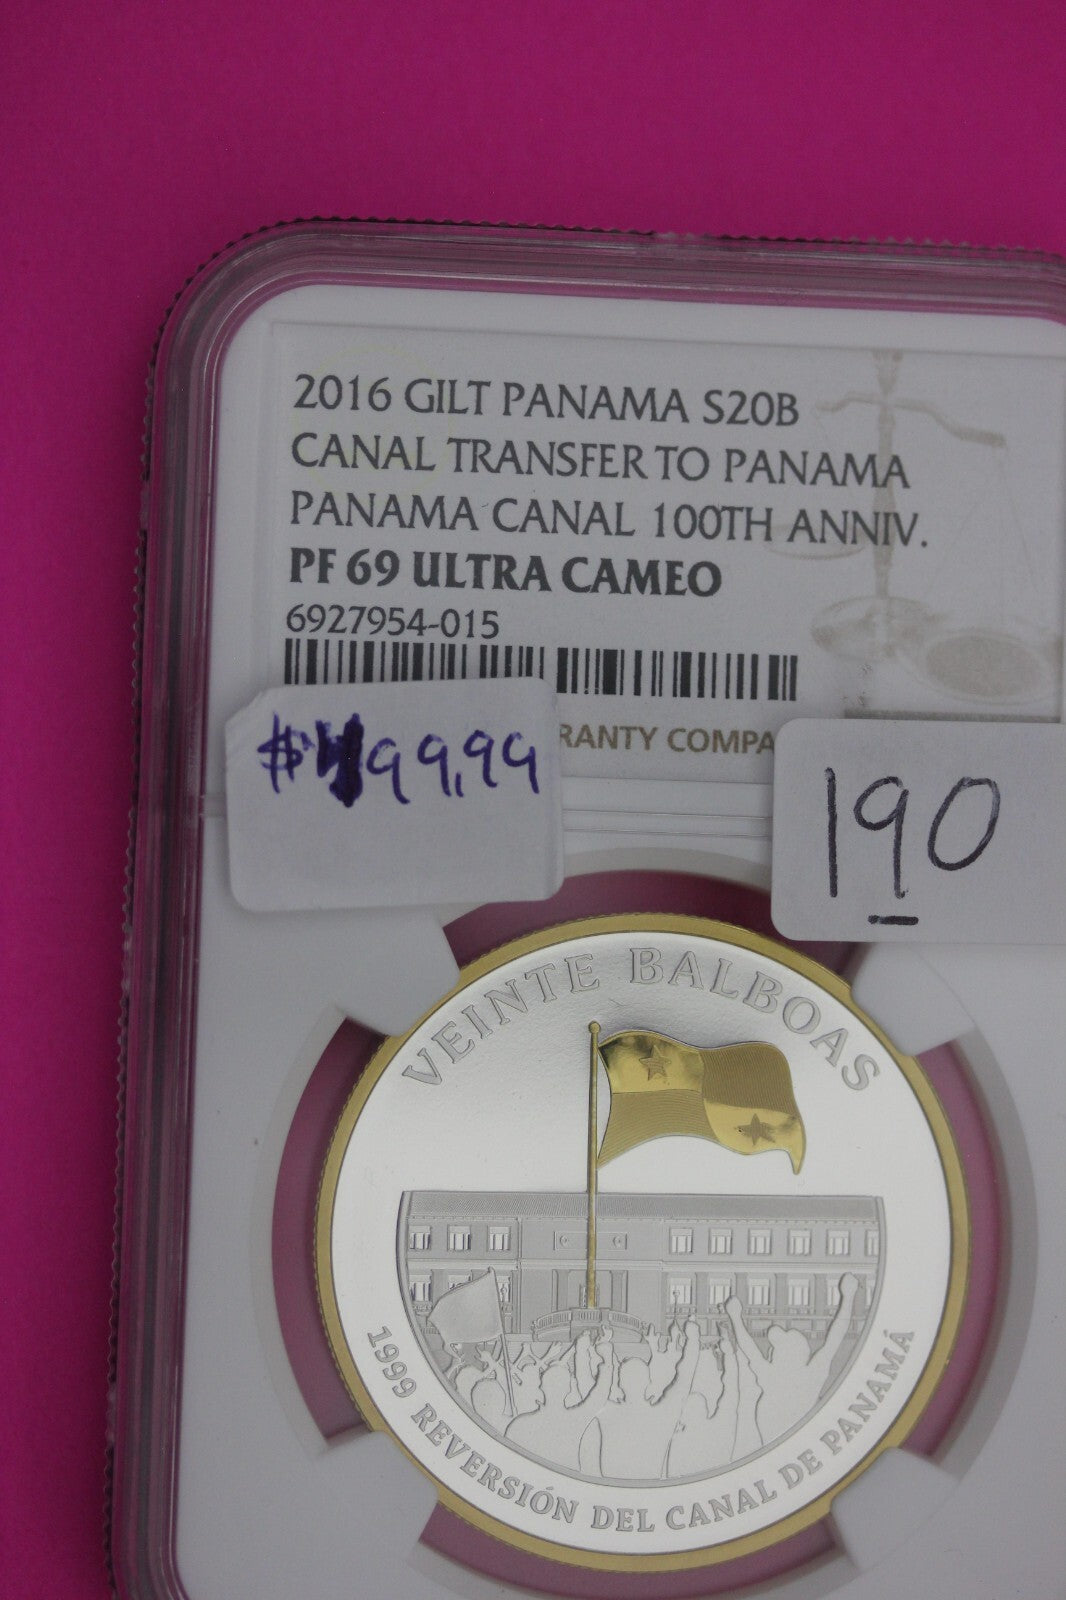 2016 GILT PANAMA S20B
CANAL TRANSFER TO PANAMA
PANAMA CANAL 100TH ANNIV.
PF 69 ULTRA CAMEO
6927954-015
RANTY COMPA
99.99
190
VEINTE BALBOAS
1999 REVERSIÓN DEL CANAL DE PANAMÁ